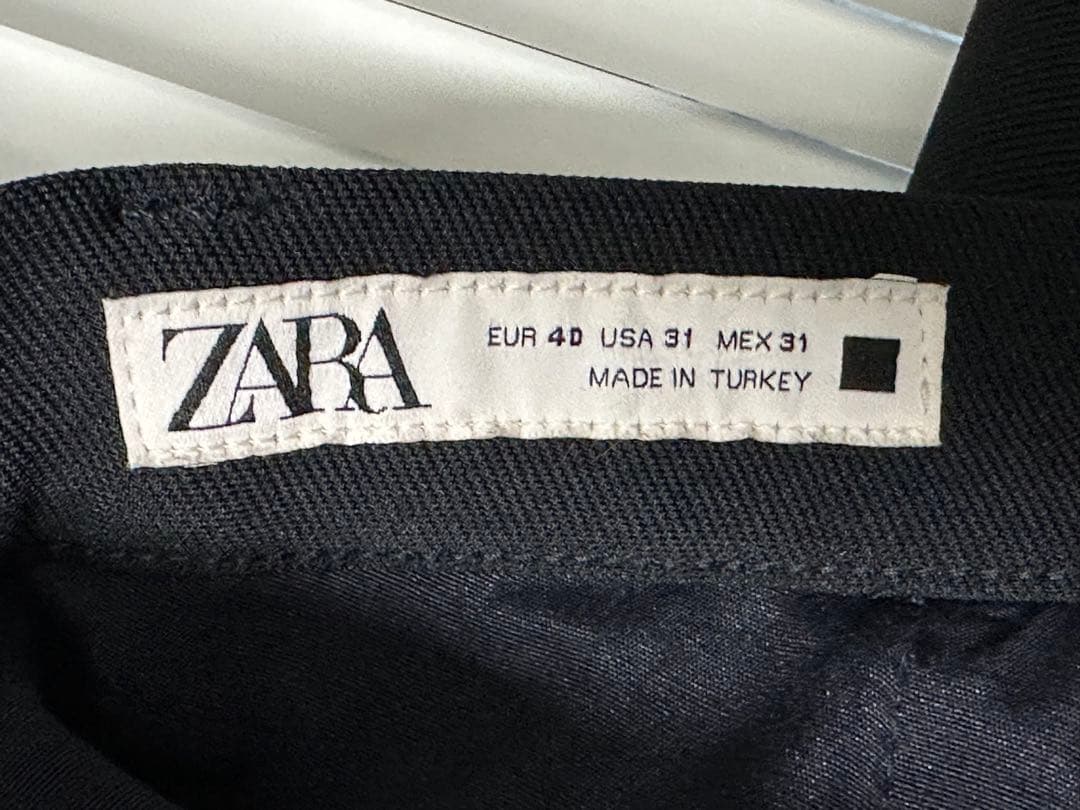 ZARA
EUR 40 USA 31 MEX 31
MADE IN TURKEY